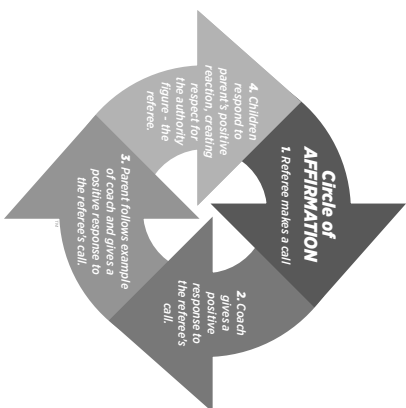 Circle of
AFFIRMATION
1. Referee makes a call
2. Coach
gives a
positive
response to
the referee's
call.
3. Parent follows example
of coach and gives a
positive response to
the referee's call.
4. Children
respond to
parent's positive
reaction, creating
respect for
the authority
figure - the
referee.